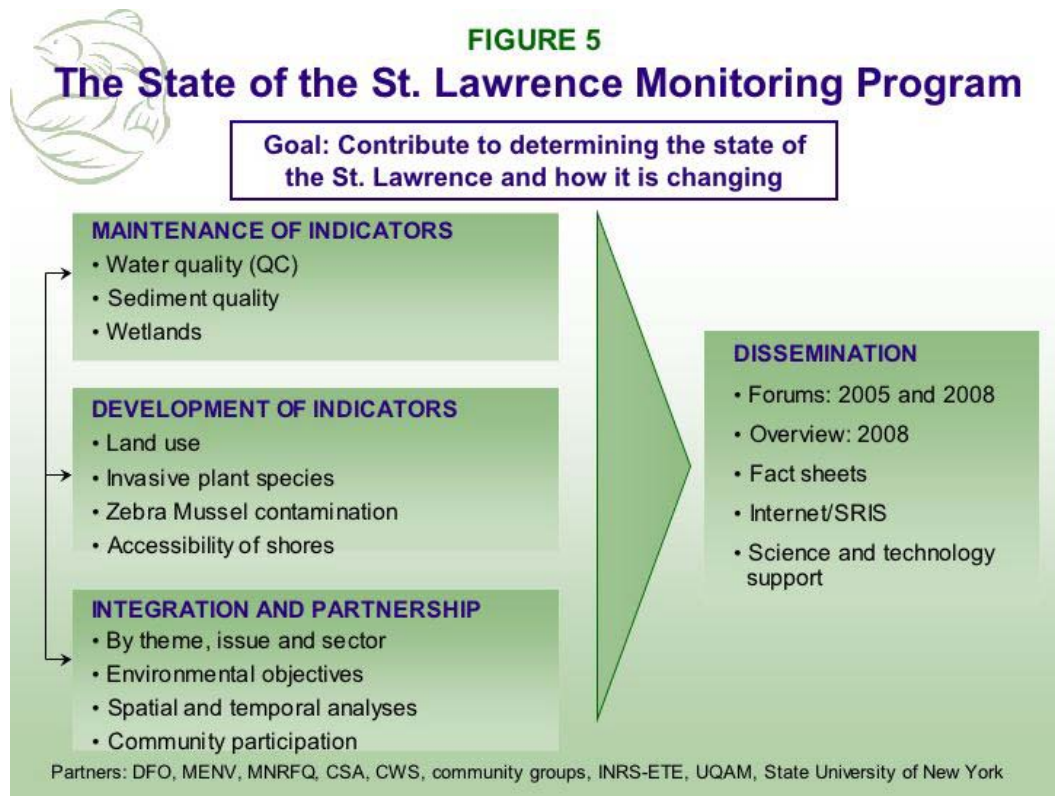 FIGURE 5
The State of the St. Lawrence Monitoring Program
Goal: Contribute to determining the state of
the St. Lawrence and how it is changing
MAINTENANCE OF INDICATORS
• Water quality (QC)
• Sediment quality
• Wetlands
DEVELOPMENT OF INDICATORS
• Land use
• Invasive plant species
• Zebra Mussel contamination
• Accessibility of shores
INTEGRATION AND PARTNERSHIP
• By theme, issue and sector
• Environmental objectives
• Spatial and temporal analyses
• Community participation
DISSEMINATION
• Forums: 2005 and 2008
• Overview: 2008
• Fact sheets
• Internet/SRIS
• Science and technology
support
Partners: DFO, MENV, MNRFQ, CSA, CWS, community groups, INRS-ETE, UQAM, State University of New York